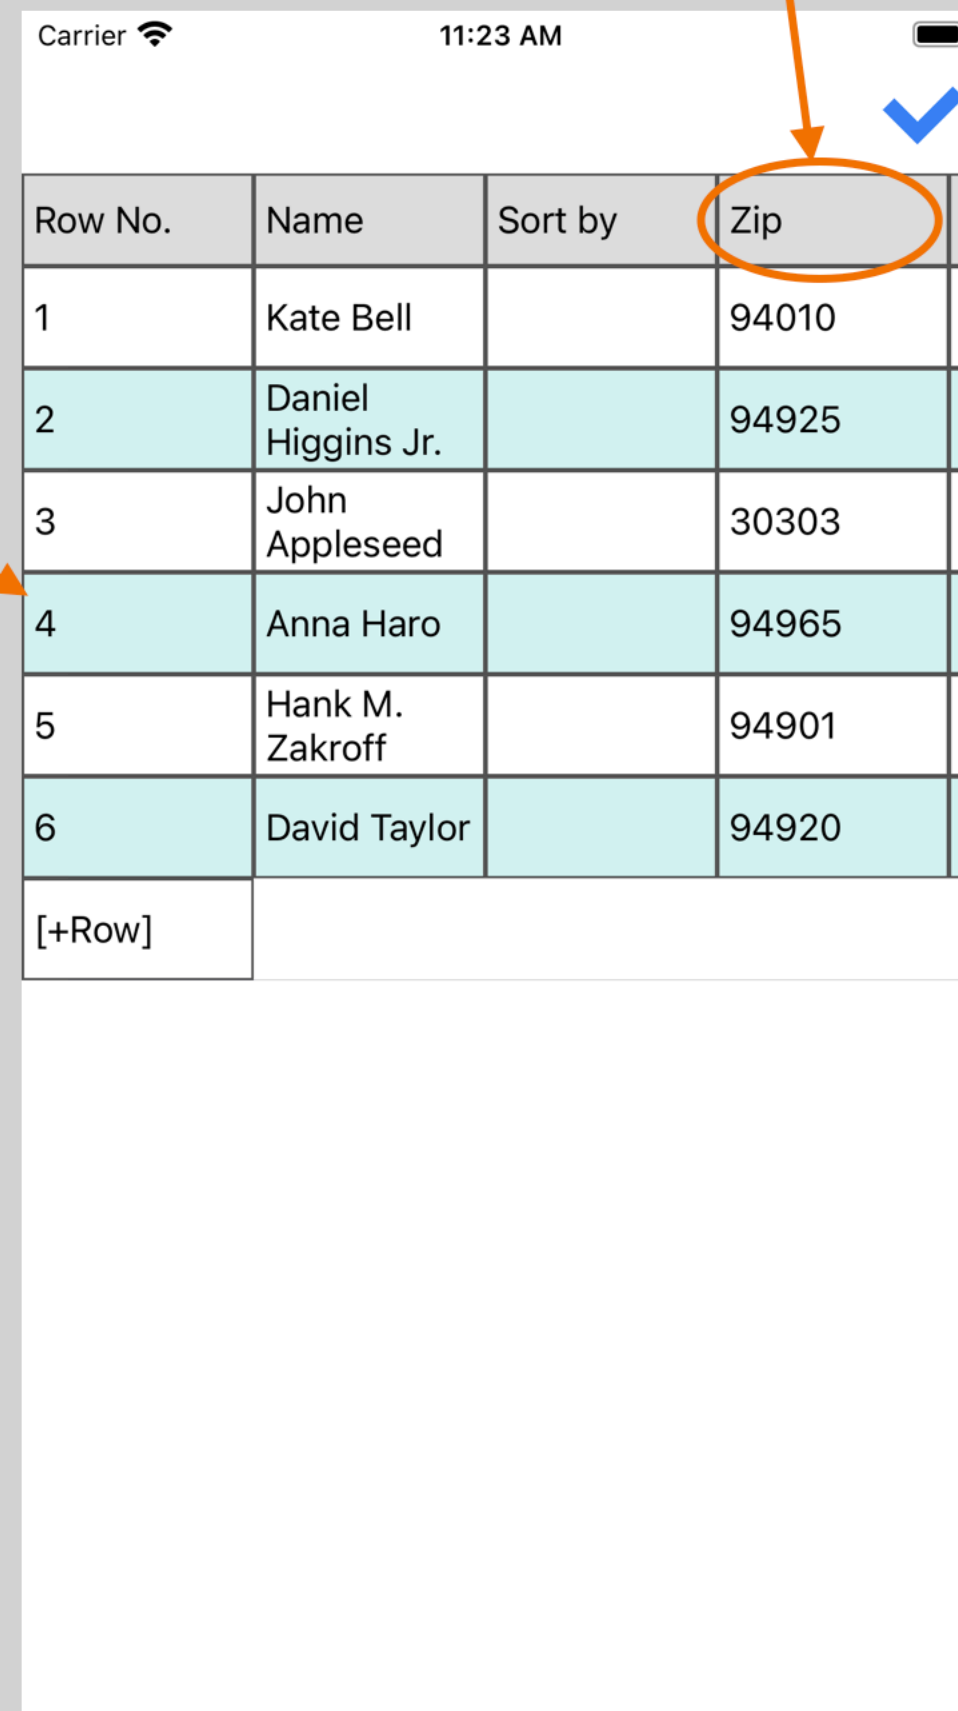 Carrier 11:23 AM
Row No. Name Sort by Zip
1 Kate Bell 94010
2 Daniel Higgins Jr. 94925
3 John Appleseed 30303
4 Anna Haro 94965
5 Hank M. Zakroff 94901
6 David Taylor 94920
[+Row]